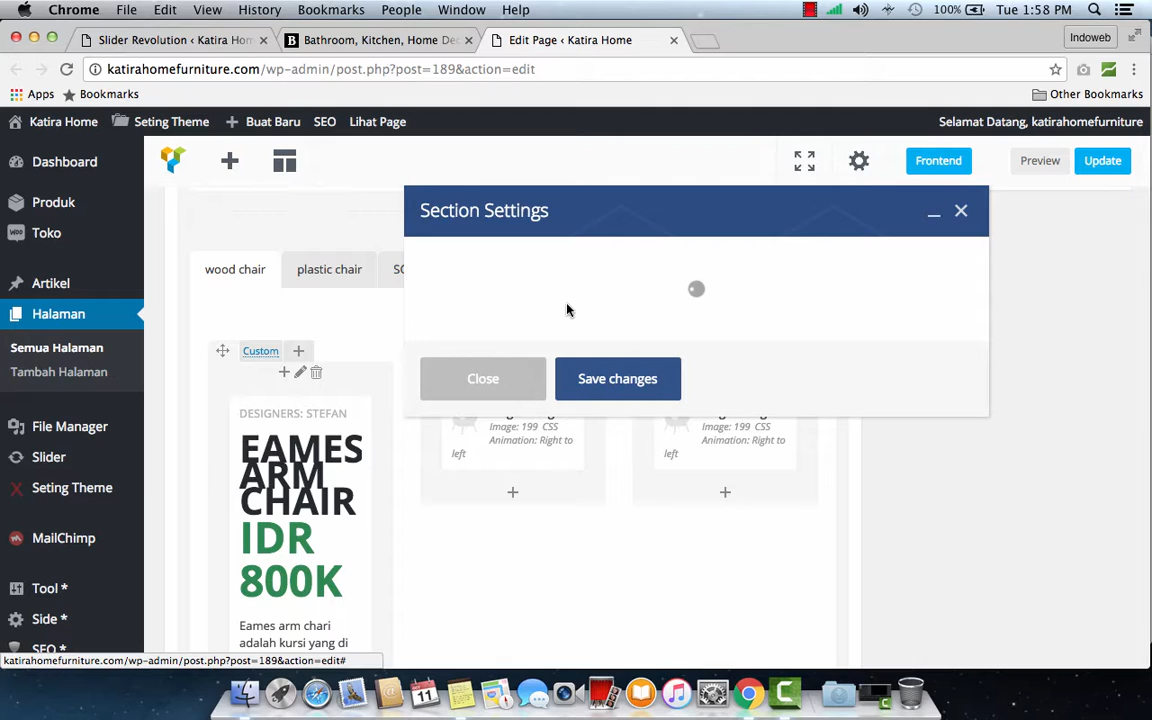 Chrome File Edit View History Bookmarks People Window Help 100% Tue 1:58 PM
Slider Revolution ‹ Katira Hom Bathroom, Kitchen, Home De Edit Page ‹ Katira Home Indoweb
katirahomefurniture.com/wp-admin/post.php?post=189&action=edit
Apps Bookmarks Other Bookmarks
Katira Home Seting Theme Buat Baru SEO Lihat Page Selamat Datang, katirahomefurniture
Dashboard
Produk
Toko
Artikel
Halaman
Semua Halaman
Tambah Halaman
File Manager
Slider
Seting Theme
MailChimp
Tool *
Side *
SEO *
Frontend Preview Update
Section Settings
Close Save changes
wood chair plastic chair
Custom
DESIGNERS: STEFAN
EAMES
ARM
CHAIR
IDR
800K
Eames arm chari
adalah kursi yang di
Image: 199 CSS
Animation: Right to
left
Image: 199 CSS
Animation: Right to
left
katirahomefurniture.com/wp-admin/post.php?post=189&action=edit#
OCT
11